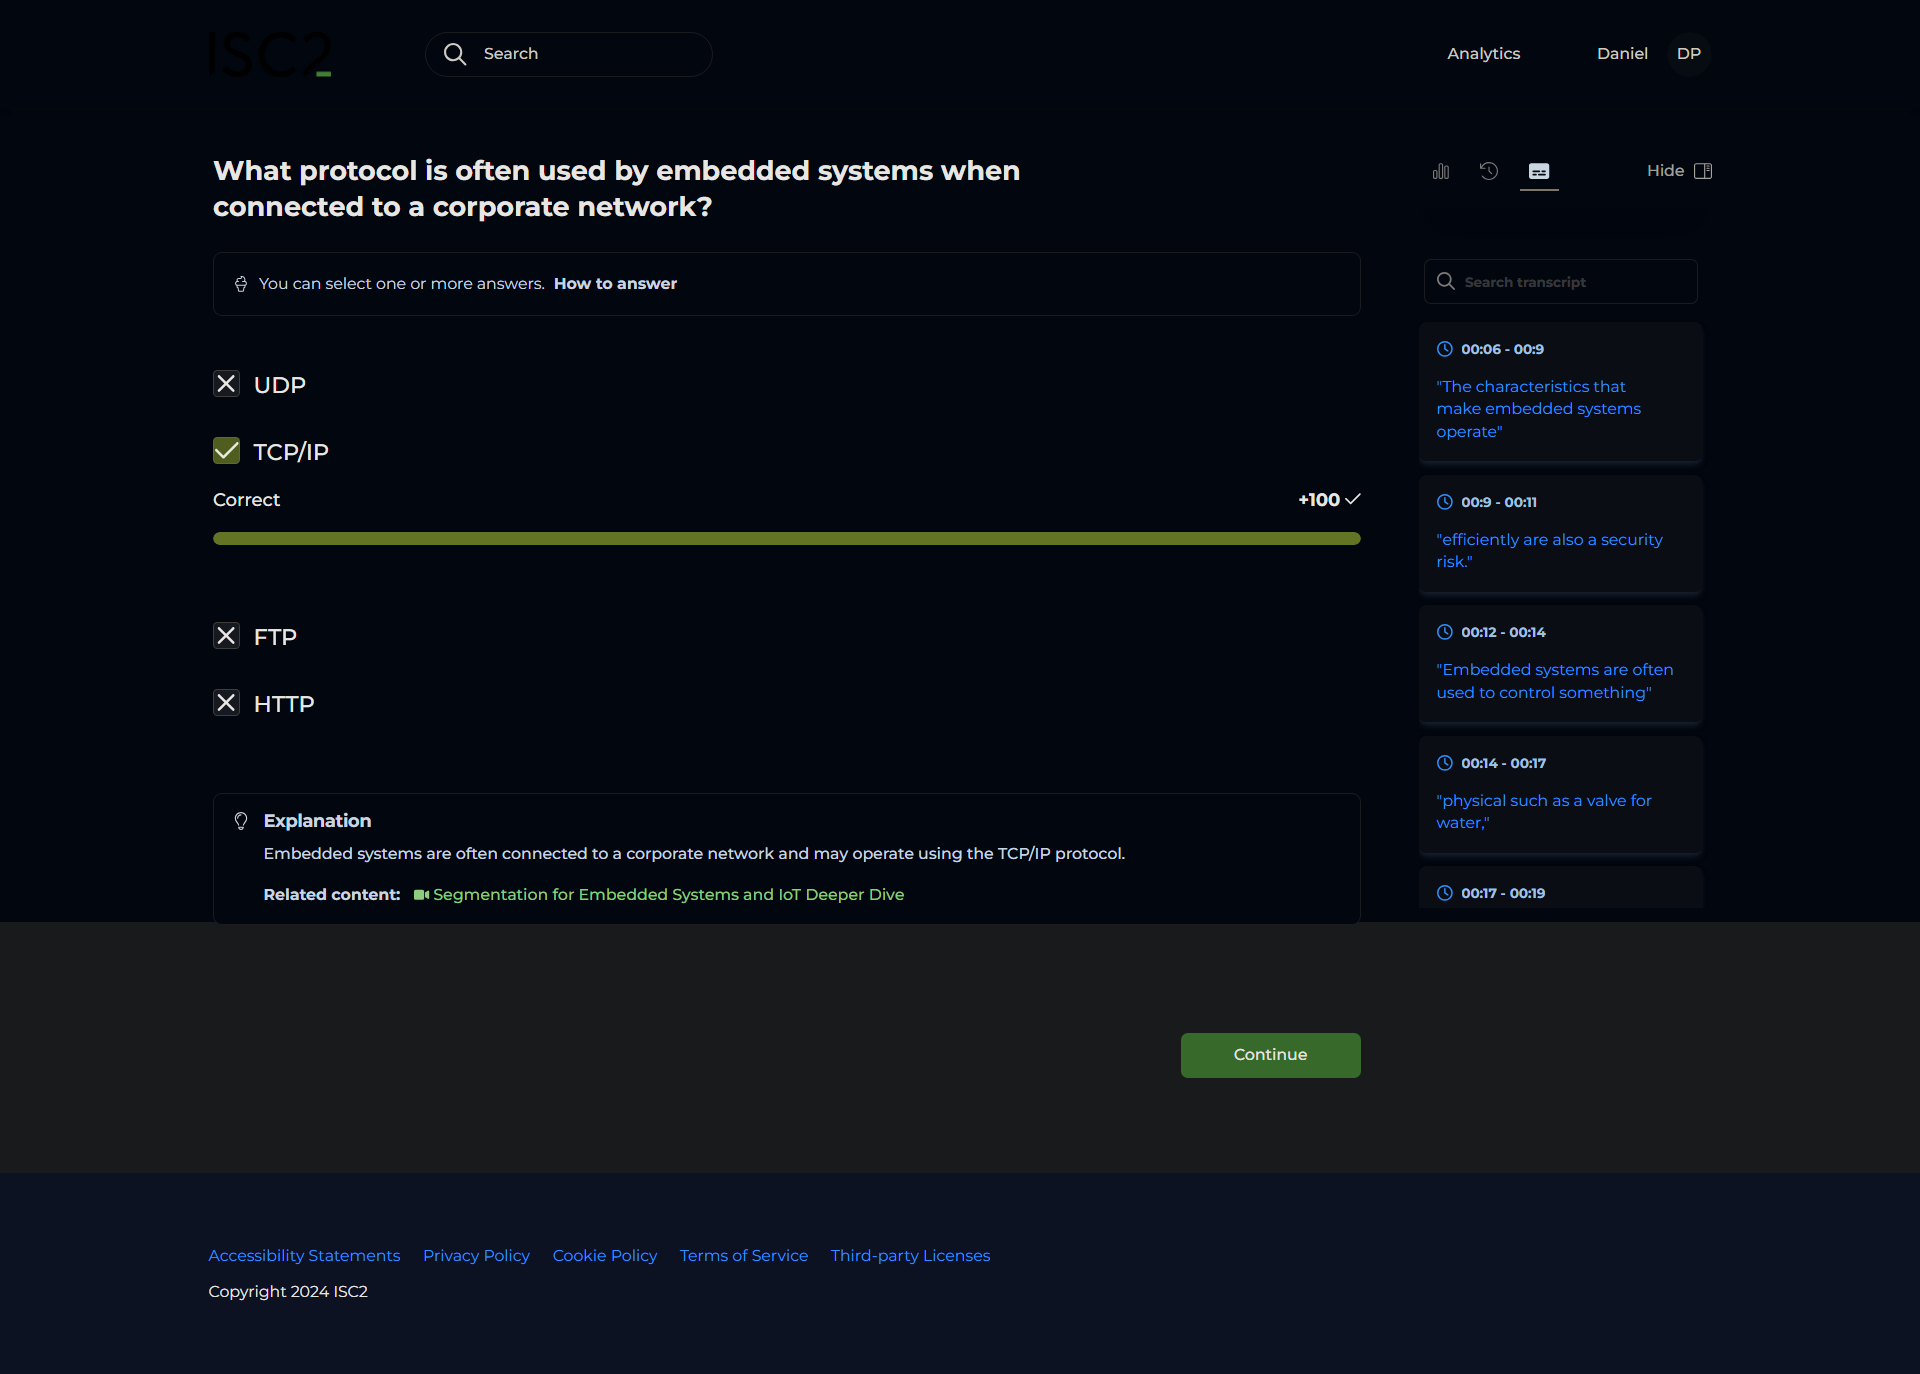 ISC2
Search
Analytics
Daniel
DP
What protocol is often used by embedded systems when
connected to a corporate network?
You can select one or more answers. How to answer
UDP
TCP/IP
Correct
+100
FTP
HTTP
Explanation
Embedded systems are often connected to a corporate network and may operate using the TCP/IP protocol.
Related content: Segmentation for Embedded Systems and IoT Deeper Dive
Continue
Hide
Search transcript
00:06 - 00:9
"The characteristics that
make embedded systems
operate"
00:9 - 00:11
"efficiently are also a security
risk."
00:12 - 00:14
"Embedded systems are often
used to control something"
00:14 - 00:17
"physical such as a valve for
water,"
00:17 - 00:19
Accessibility Statements
Privacy Policy
Cookie Policy
Terms of Service
Third-party Licenses
Copyright 2024 ISC2